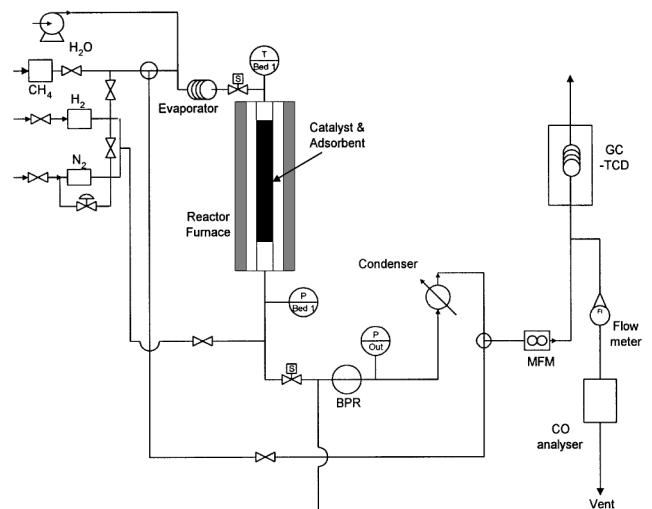 H2O
CH4
H2
N2
Evaporator
S
T
Bed 1
Catalyst &
Adsorbent
Reactor
Furnace
P
Bed 1
Condenser
P
Out
S
BPR
MFM
GC
-TCD
FI
Flow
meter
CO
analyser
Vent